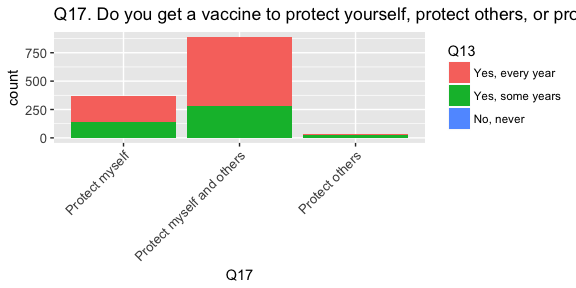 Q17. Do you get a vaccine to protect yourself, protect others, or pro
count
750
500
250
0
Protect myself
Protect myself and others
Protect others
Q17
Q13
Yes, every year
Yes, some years
No, never